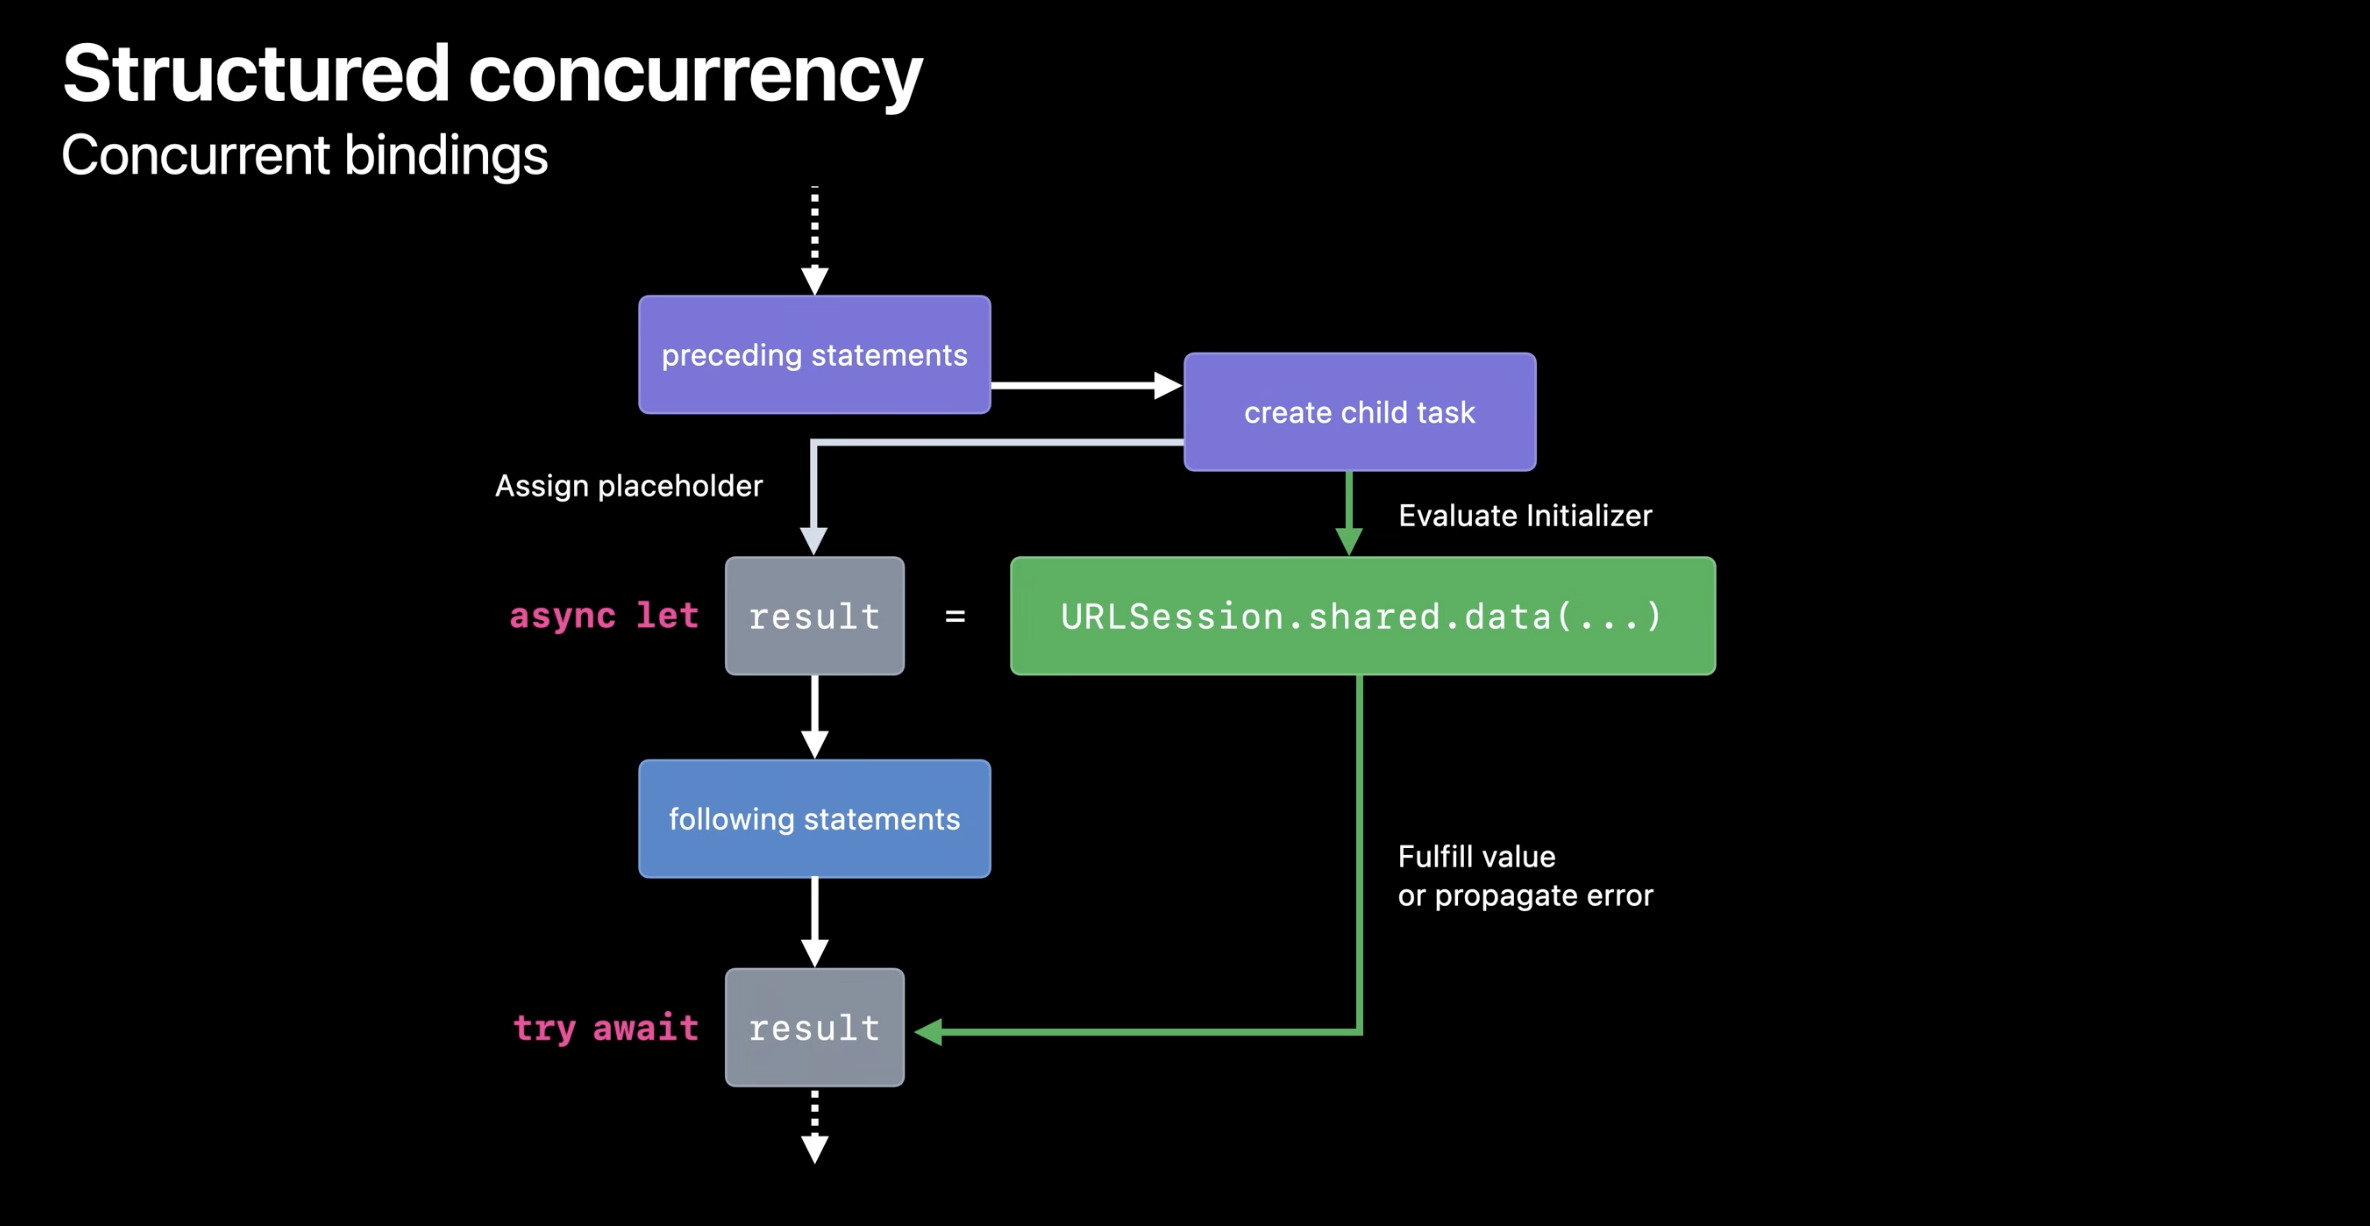 Structured concurrency
Concurrent bindings
preceding statements
create child task
Assign placeholder
Evaluate Initializer
async let result = URLSession.shared.data(...)
following statements
Fulfill value
or propagate error
try await result